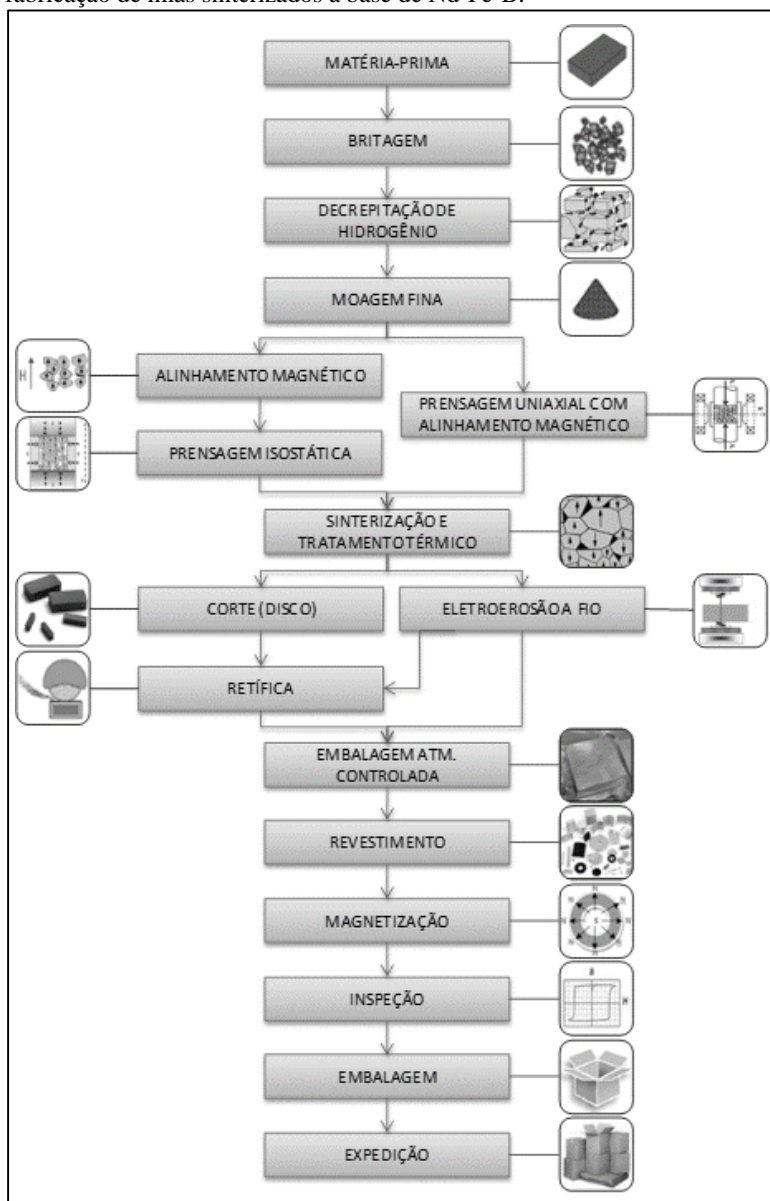 fabricação de ímãs sinterizados à base de Nd-Fe-B.
MATÉRIA-PRIMA
BRITAGEM
DECREPITAÇÃO DE
HIDROGÊNIO
MOAGEM FINA
H
ALINHAMENTO MAGNÉTICO
PRENSAGEM UNIAXIAL COM
ALINHAMENTO MAGNÉTICO
PRENSAGEM ISOSTÁTICA
SINTERIZAÇÃO E
TRATAMENTO TÉRMICO
CORTE (DISCO)
ELETROEROSÃO A FIO
RETÍFICA
EMBALAGEM ATM.
CONTROLADA
REVESTIMENTO
MAGNETIZAÇÃO
N
N N
N S N
N N
N
INSPEÇÃO
B
H
EMBALAGEM
EXPEDIÇÃO